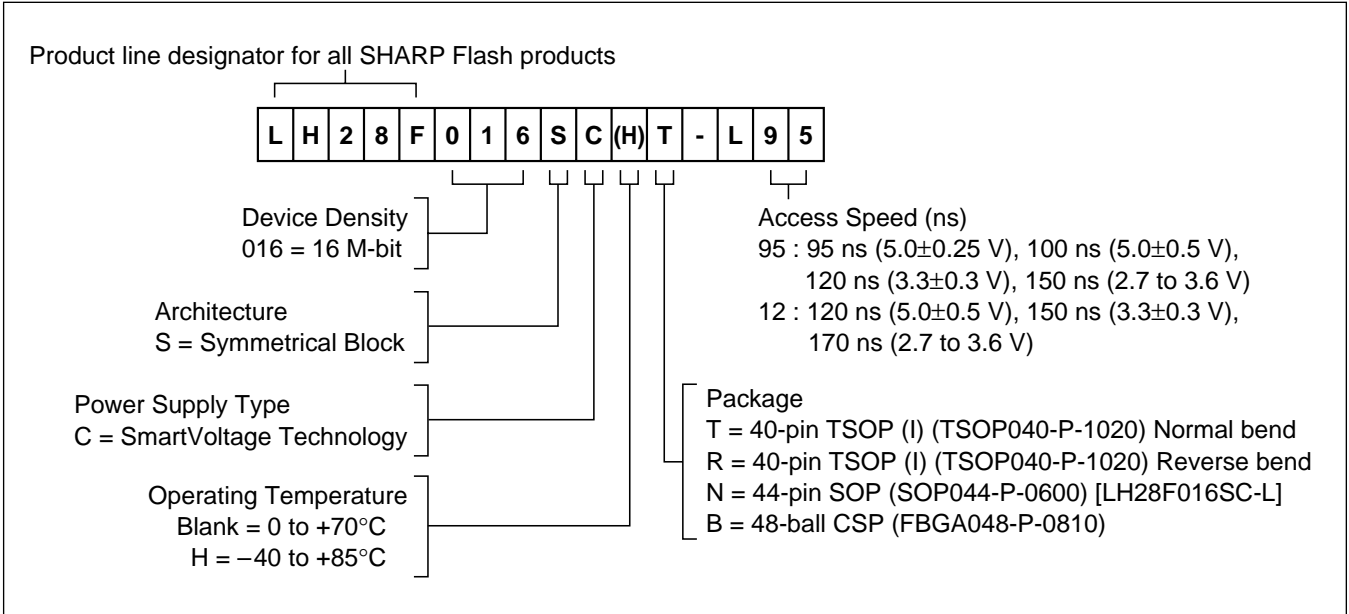 Product line designator for all SHARP Flash products
L H 2 8 F 0 1 6 S C (H) T - L 9 5
Device Density
016 = 16 M-bit
Architecture
S = Symmetrical Block
Power Supply Type
C = SmartVoltage Technology
Operating Temperature
Blank = 0 to +70°C
H = −40 to +85°C
Access Speed (ns)
95 : 95 ns (5.0±0.25 V), 100 ns (5.0±0.5 V),
120 ns (3.3±0.3 V), 150 ns (2.7 to 3.6 V)
12 : 120 ns (5.0±0.5 V), 150 ns (3.3±0.3 V),
170 ns (2.7 to 3.6 V)
Package
T = 40-pin TSOP (I) (TSOP040-P-1020) Normal bend
R = 40-pin TSOP (I) (TSOP040-P-1020) Reverse bend
N = 44-pin SOP (SOP044-P-0600) [LH28F016SC-L]
B = 48-ball CSP (FBGA048-P-0810)